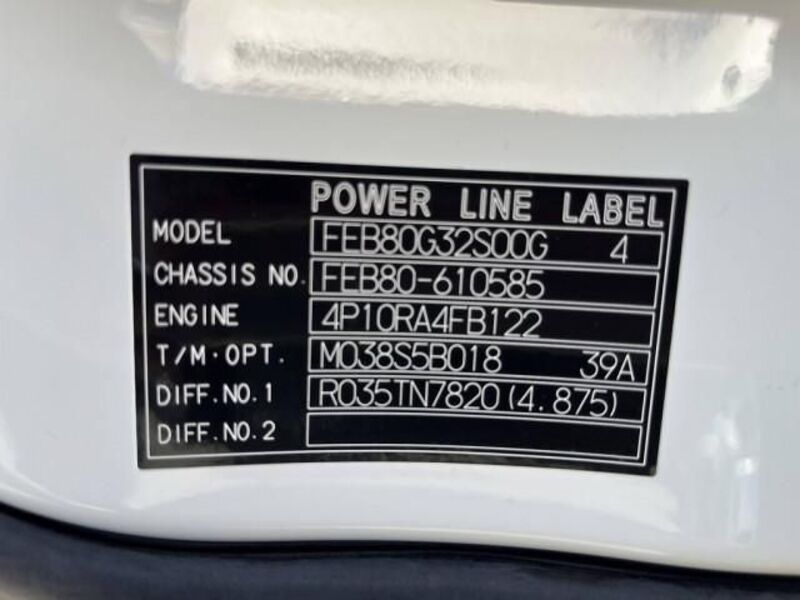 POWER LINE LABEL
MODEL FEB80G32S00G 4
CHASSIS NO. FEB80-610585
ENGINE 4P10RA4FB122
T/M·OPT. M038S5B018 39A
DIFF.NO.1 R035TN7820(4.875)
DIFF.NO.2